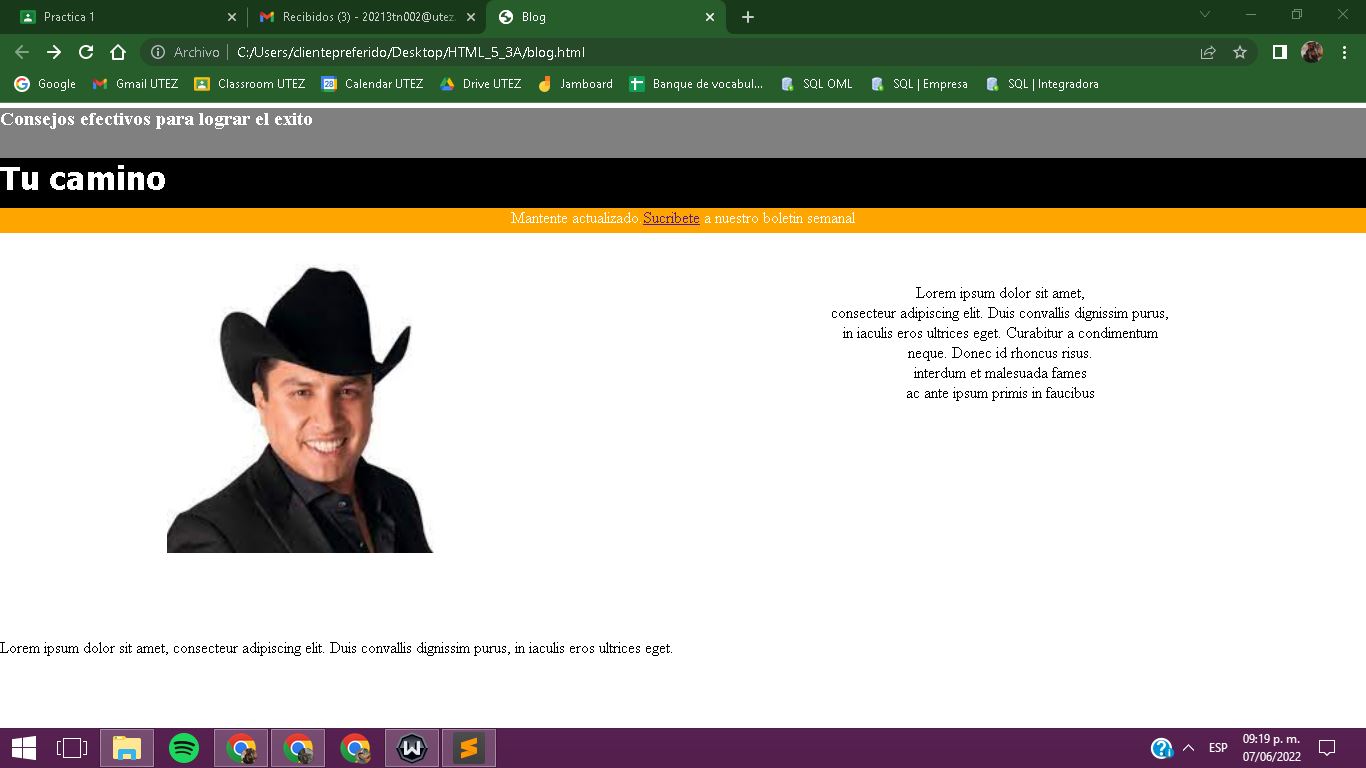 Practica 1
Recibidos (3) - 20213tn002@utez.
Blog
Archivo
C:/Users/clientepreferido/Desktop/HTML_5_3A/blog.html
Google
Gmail UTEZ
Classroom UTEZ
28
Calendar UTEZ
Drive UTEZ
Jamboard
Banque de vocabul...
SQL OML
SQL | Empresa
SQL | Integradora
Consejos efectivos para lograr el exito
Tu camino
Mantente actualizado.Sucribete a nuestro boletin semanal
Lorem ipsum dolor sit amet,
consecteur adipiscing elit. Duis convallis dignissim purus,
in iaculis eros ultrices eget. Curabitur a condimentum
neque. Donec id rhoncus risus.
interdum et malesuada fames
ac ante ipsum primis in faucibus
Lorem ipsum dolor sit amet, consecteur adipiscing elit. Duis convallis dignissim purus, in iaculis eros ultrices eget.
ESP
09:19 p. m.
07/06/2022